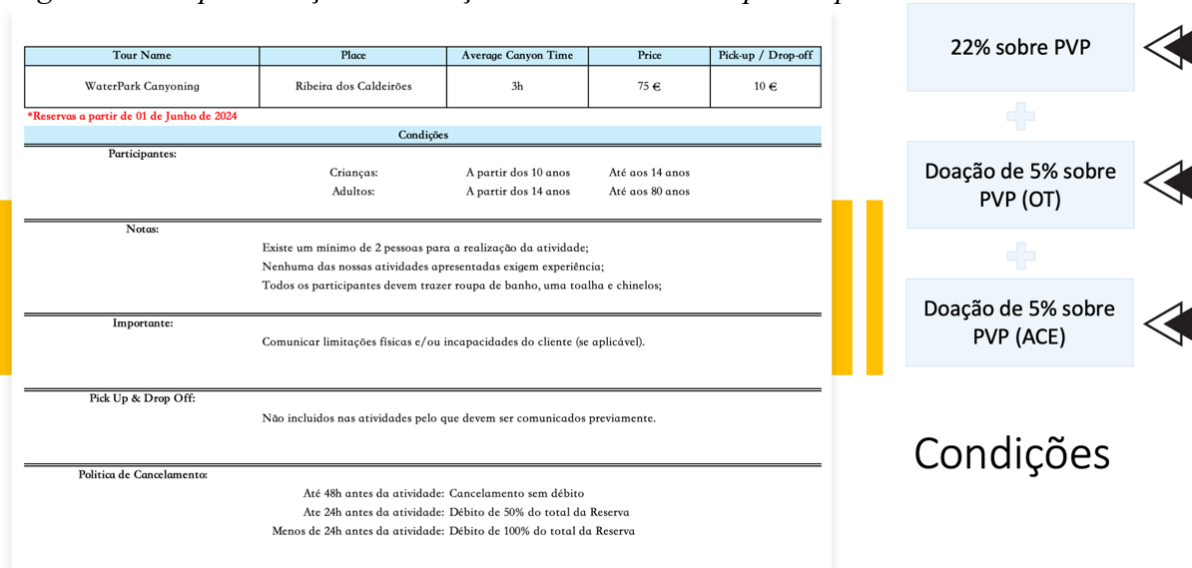 Tour Name Place Average Canyon Time Price Pick-up / Drop-off
WaterPark Canyoning Ribeira dos Caldeirões 3h 75 € 10 €
*Reservas a partir de 01 de Junho de 2024
Condições
Participantes:
Crianças: A partir dos 10 anos Até aos 14 anos
Adultos: A partir dos 14 anos Até aos 80 anos
Notas:
Existe um mínimo de 2 pessoas para a realização da atividade;
Nenhuma das nossas atividades apresentadas exigem experiência;
Todos os participantes devem trazer roupa de banho, uma toalha e chinelos;
Importante:
Comunicar limitações físicas e/ou incapacidades do cliente (se aplicável).
Pick Up & Drop Off:
Não incluidos nas atividades pelo que devem ser comunicados previamente.
Politica de Cancelamento:
Até 48h antes da atividade: Cancelamento sem débito
Ate 24h antes da atividade: Débito de 50% do total da Reserva
Menos de 24h antes da atividade: Débito de 100% do total da Reserva
22% sobre PVP
Doação de 5% sobre
PVP (OT)
Doação de 5% sobre
PVP (ACE)
Condições